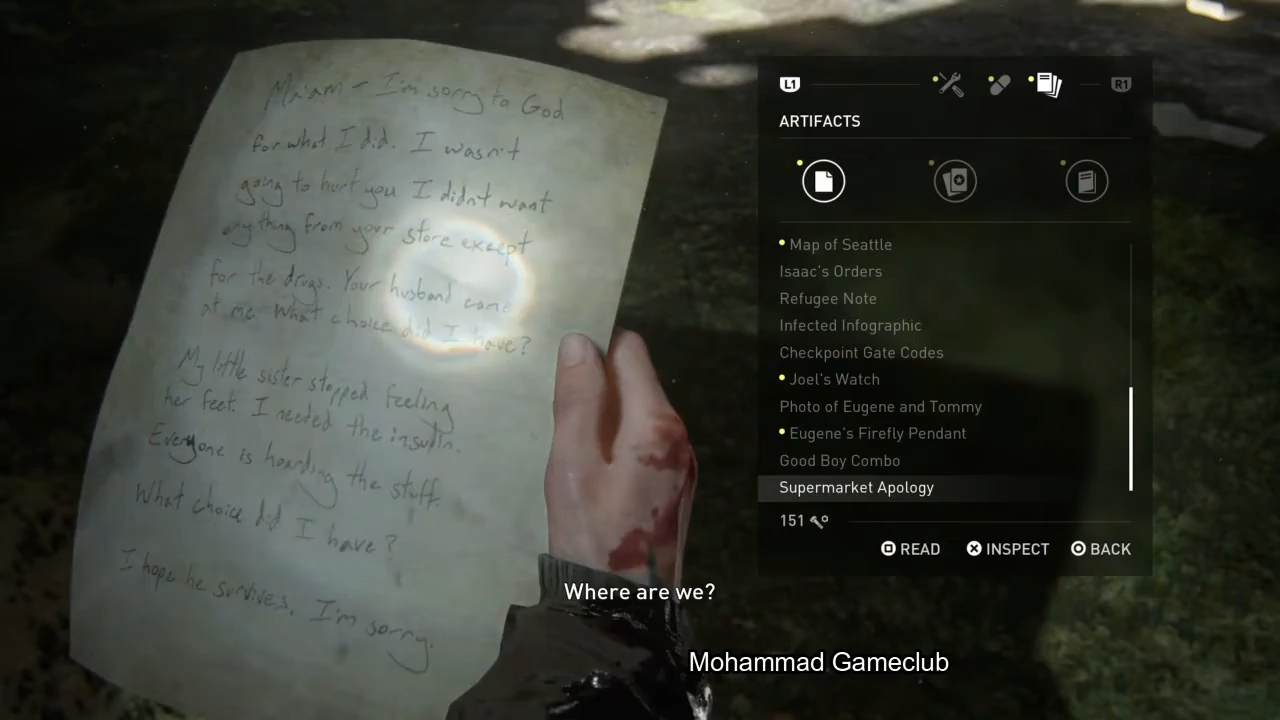 Ma'am - I'm sorry to God
for what I did. I wasn't
going to hurt you I didn't want
anything from your store except
for the drugs. Your husband came
at me. What choice did I have?
My little sister stopped feeling
her feet. I needed the insulin.
Everyone is hoarding the stuff.
What choice did I have?
I hope he survives. I'm sorry.
L1
R1
ARTIFACTS
Map of Seattle
Isaac's Orders
Refugee Note
Infected Infographic
Checkpoint Gate Codes
Joel's Watch
Photo of Eugene and Tommy
Eugene's Firefly Pendant
Good Boy Combo
Supermarket Apology
151
READ INSPECT BACK
Where are we?
Mohammad Gameclub